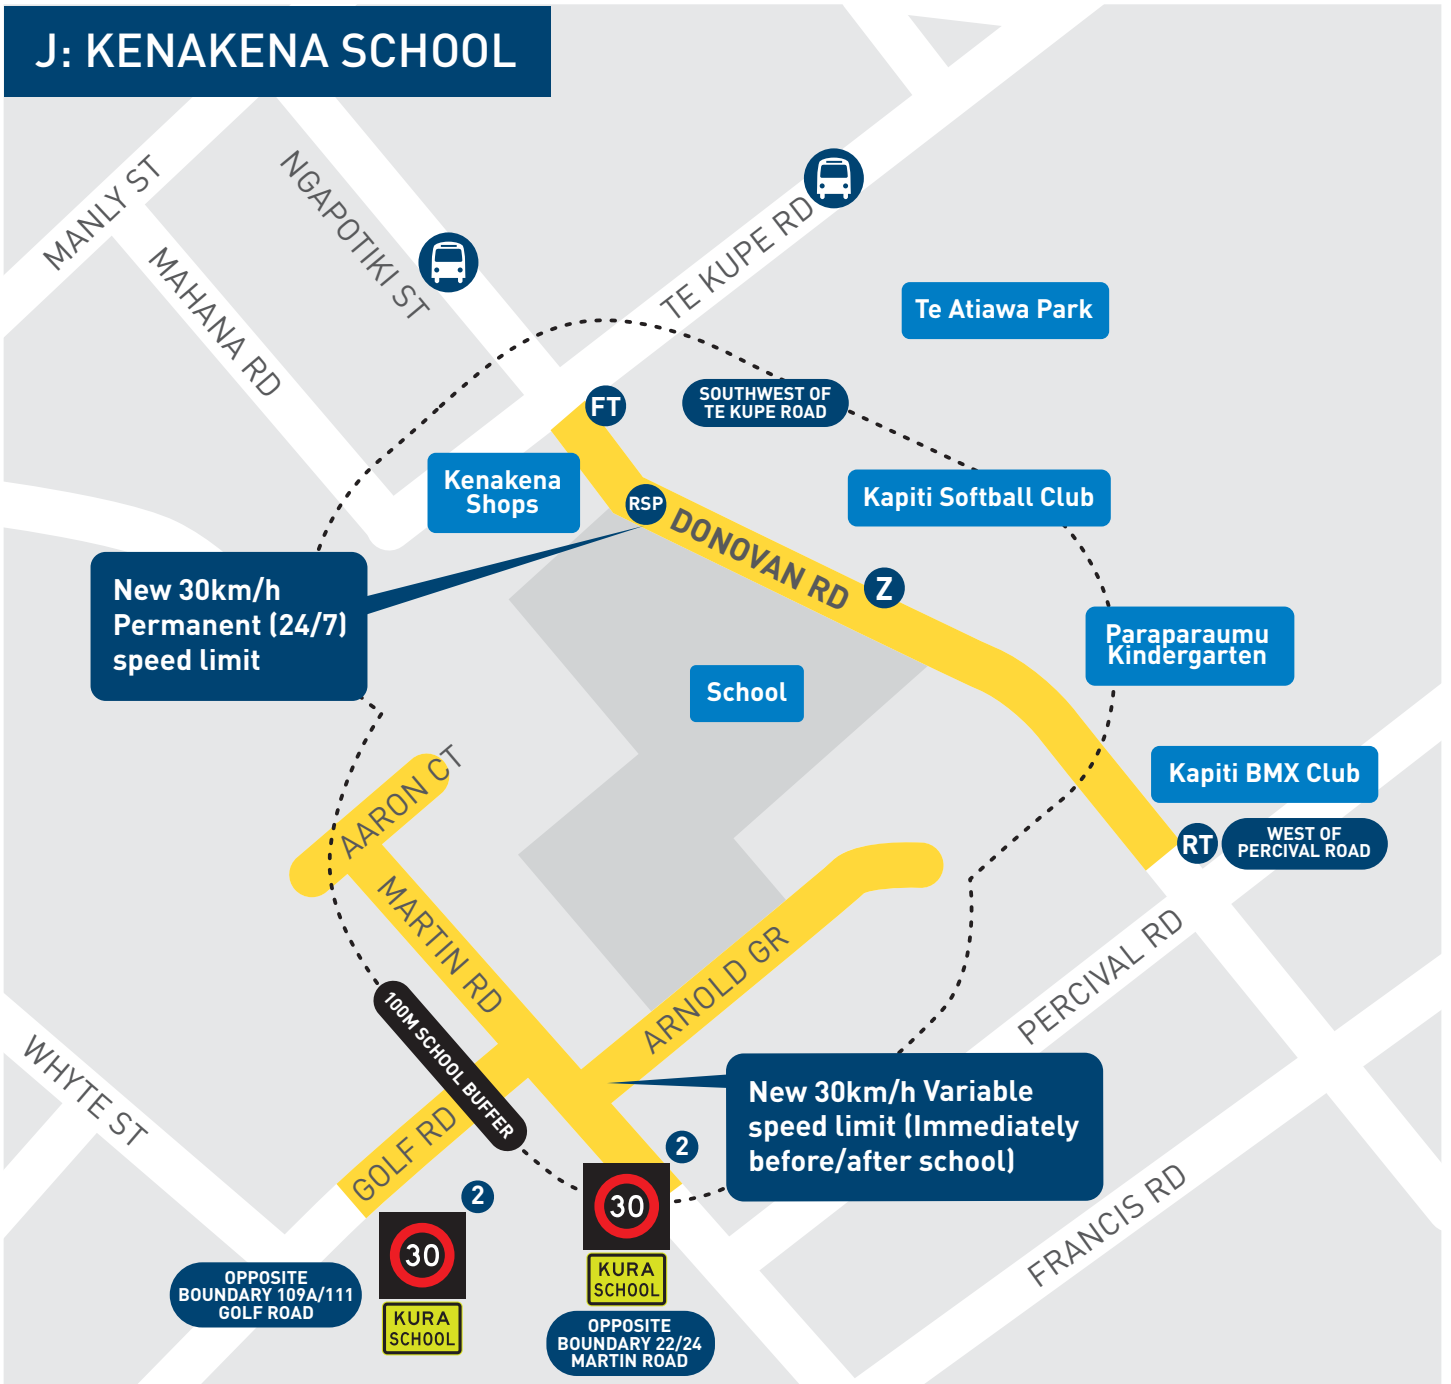 J: KENAKENA SCHOOL
MANLY ST
NGAPOTIKI ST
MAHANA RD
TE KUPE RD
Te Atiawa Park
FT
SOUTHWEST OF
TE KUPE ROAD
Kenakena
Shops
RSP
DONOVAN RD
Kapiti Softball Club
Z
New 30km/h
Permanent (24/7)
speed limit
Paraparaumu
Kindergarten
School
Kapiti BMX Club
RT
WEST OF
PERCIVAL ROAD
AARON CT
MARTIN RD
ARNOLD GR
PERCIVAL RD
100M SCHOOL BUFFER
WHYTE ST
GOLF RD
New 30km/h Variable
speed limit (Immediately
before/after school)
FRANCIS RD
2
30
KURA
SCHOOL
OPPOSITE
BOUNDARY 109A/111
GOLF ROAD
2
30
KURA
SCHOOL
OPPOSITE
BOUNDARY 22/24
MARTIN ROAD